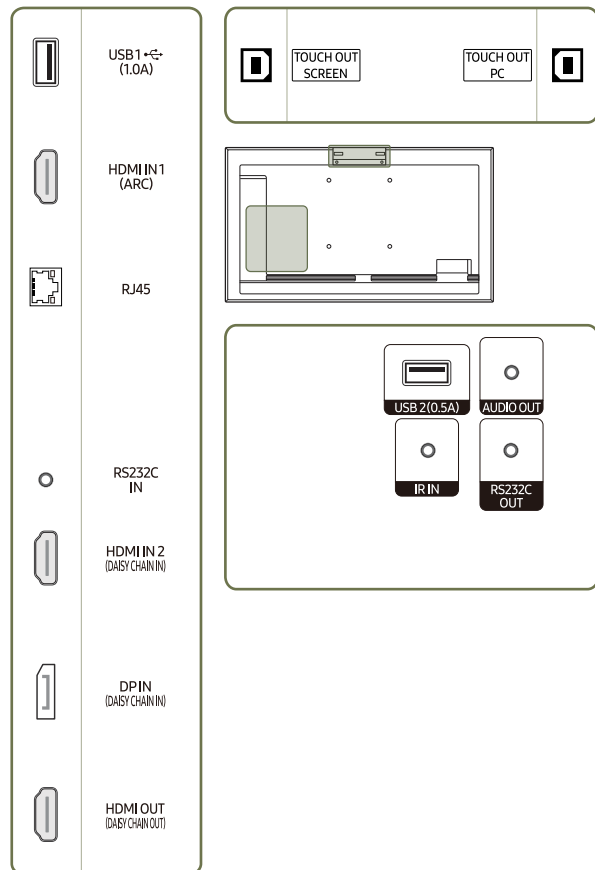 USB1
(1.0A)
HDMI IN 1
(ARC)
RJ45
RS232C
IN
HDMI IN 2
(DAISY CHAIN IN)
DP IN
(DAISY CHAIN IN)
HDMI OUT
(DAISY CHAIN OUT)
TOUCH OUT
SCREEN
TOUCH OUT
PC
USB 2(0.5A)
AUDIO OUT
IR IN
RS232C
OUT